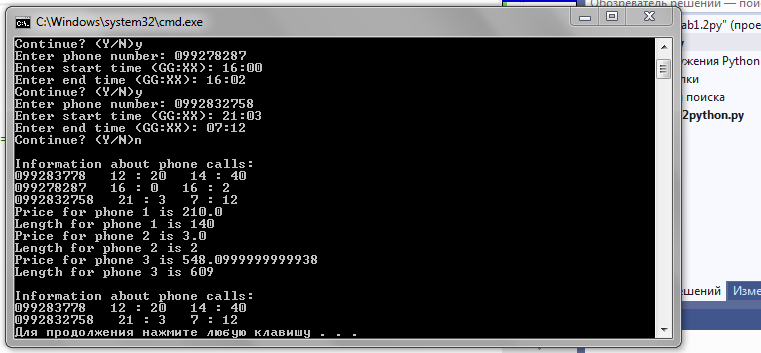 C:\Windows\system32\cmd.exe
Continue? (Y/N)y
Enter phone number: 099278287
Enter start time (GG:XX): 16:00
Enter end time (GG:XX): 16:02
Continue? (Y/N)y
Enter phone number: 0992832758
Enter start time (GG:XX): 21:03
Enter end time (GG:XX): 07:12
Continue? (Y/N)n
Information about phone calls:
099283778 12 : 20 14 : 40
099278287 16 : 0 16 : 2
0992832758 21 : 3 7 : 12
Price for phone 1 is 210.0
Length for phone 1 is 140
Price for phone 2 is 3.0
Length for phone 2 is 2
Price for phone 3 is 548.0999999999938
Length for phone 3 is 609
Information about phone calls:
099283778 12 : 20 14 : 40
0992832758 21 : 3 7 : 12
Для продолжения нажмите любую клавишу . . .
Обозреватель решений — поис
ab1.2py" (прое
у
ужения Python
лки
и поиска
2python.py
ешений
Изме